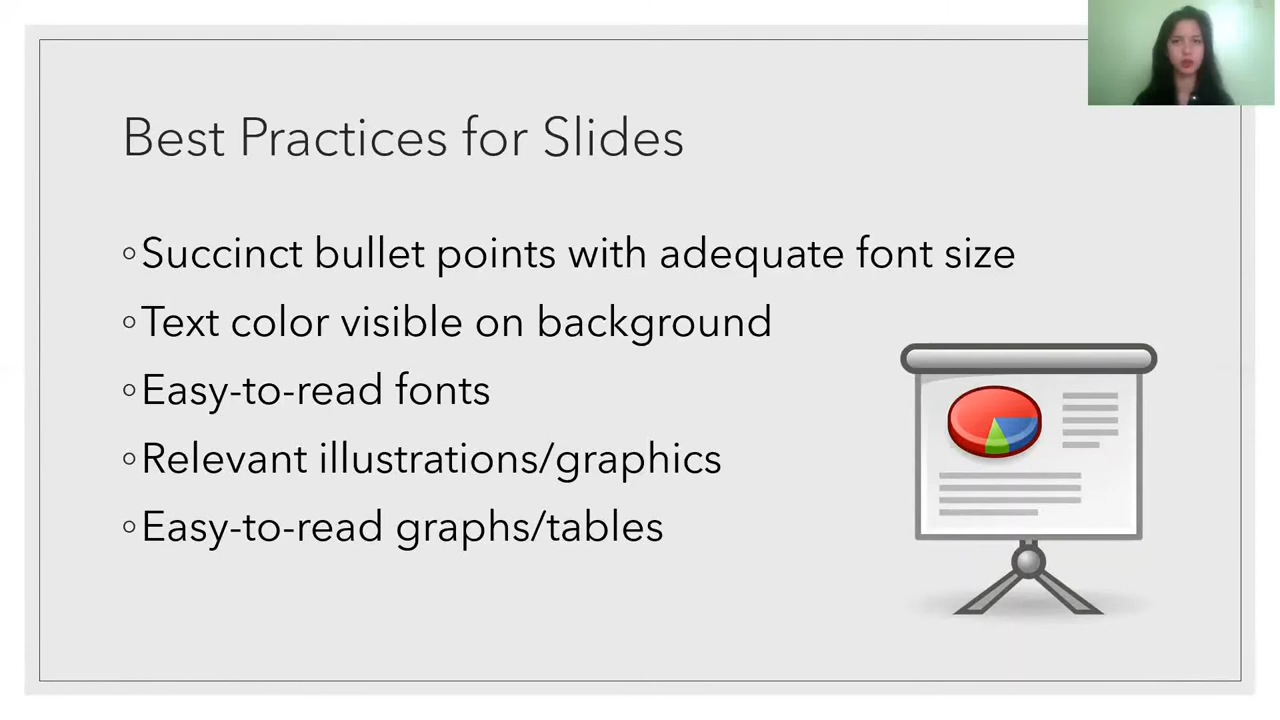 Best Practices for Slides
◦Succinct bullet points with adequate font size
◦Text color visible on background
◦Easy-to-read fonts
◦Relevant illustrations/graphics
◦Easy-to-read graphs/tables